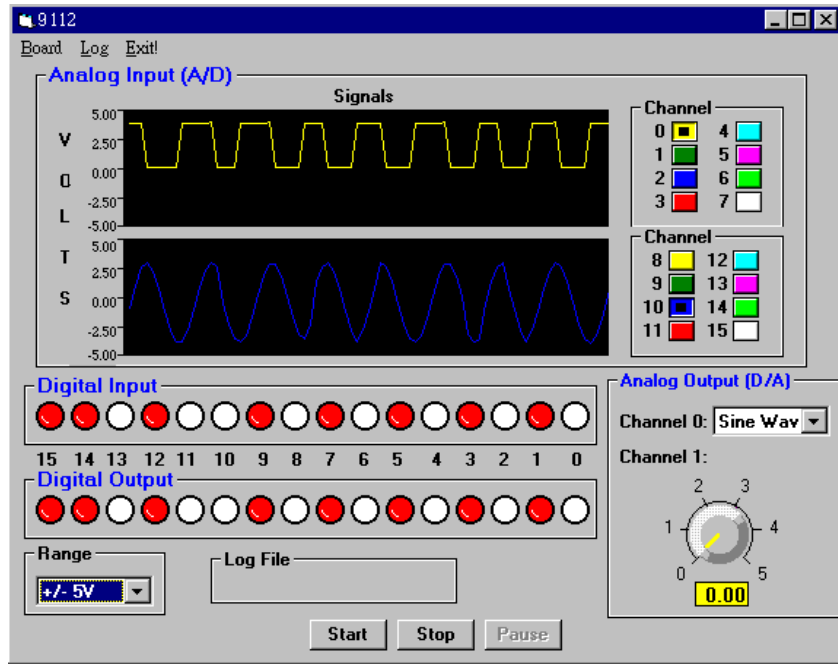 9112
Board Log Exit!
Analog Input (A/D)
Signals
5.00
2.50
0.00
-2.50
-5.00
5.00
2.50
0.00
-2.50
-5.00
V
O
L
T
S
Channel
0 4
1 5
2 6
3 7
Channel
8 12
9 13
10 14
11 15
Digital Input
15 14 13 12 11 10 9 8 7 6 5 4 3 2 1 0
Digital Output
Analog Output (D/A)
Channel 0: Sine Wav
Channel 1:
0 1 2 3 4 5
0.00
Range
+/- 5V
Log File
Start Stop Pause